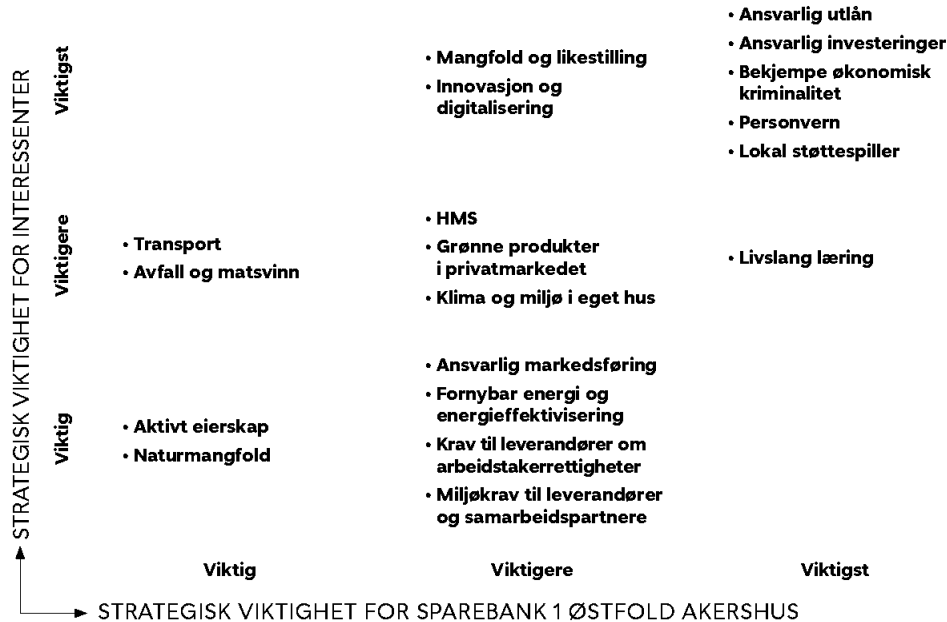 STRATEGISK VIKTIGHET FOR INTERESSENTER
Viktigst
• Mangfold og likestilling
• Innovasjon og
digitalisering
• Ansvarlig utlån
• Ansvarlig investeringer
• Bekjempe økonomisk
kriminalitet
• Personvern
• Lokal støttespiller
Viktigere
• Transport
• Avfall og matsvinn
• HMS
• Grønne produkter
i privatmarkedet
• Klima og miljø i eget hus
• Livslang læring
Viktig
• Aktivt eierskap
• Naturmangfold
• Ansvarlig markedsføring
• Fornybar energi og
energieffektivisering
• Krav til leverandører om
arbeidstakerrettigheter
• Miljøkrav til leverandører
og samarbeidspartnere
Viktig
Viktigere
Viktigst
STRATEGISK VIKTIGHET FOR SPAREBANK 1 ØSTFOLD AKERSHUS